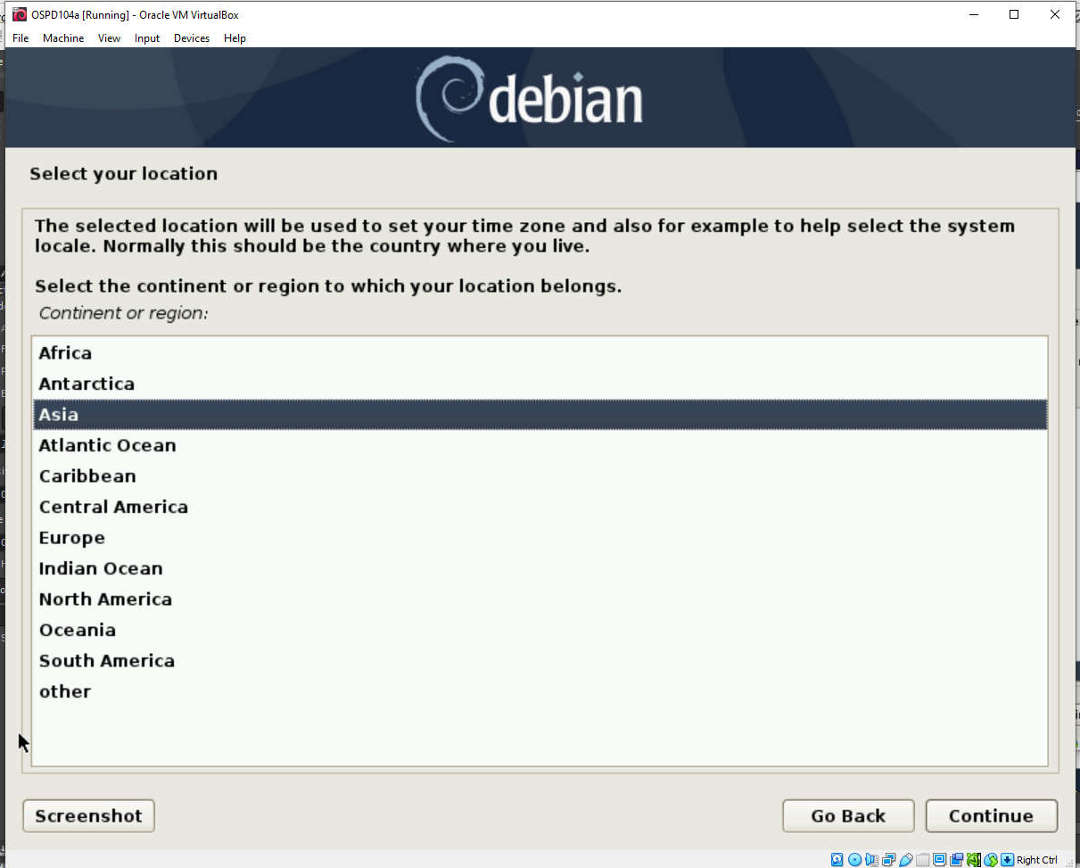 OSPD104a [Running] - Oracle VM VirtualBox
File Machine View Input Devices Help
debian
Select your location
The selected location will be used to set your time zone and also for example to help select the system
locale. Normally this should be the country where you live.
Select the continent or region to which your location belongs.
Continent or region:
Africa
Antarctica
Asia
Atlantic Ocean
Caribbean
Central America
Europe
Indian Ocean
North America
Oceania
South America
other
Screenshot Go Back Continue
Right Ctrl